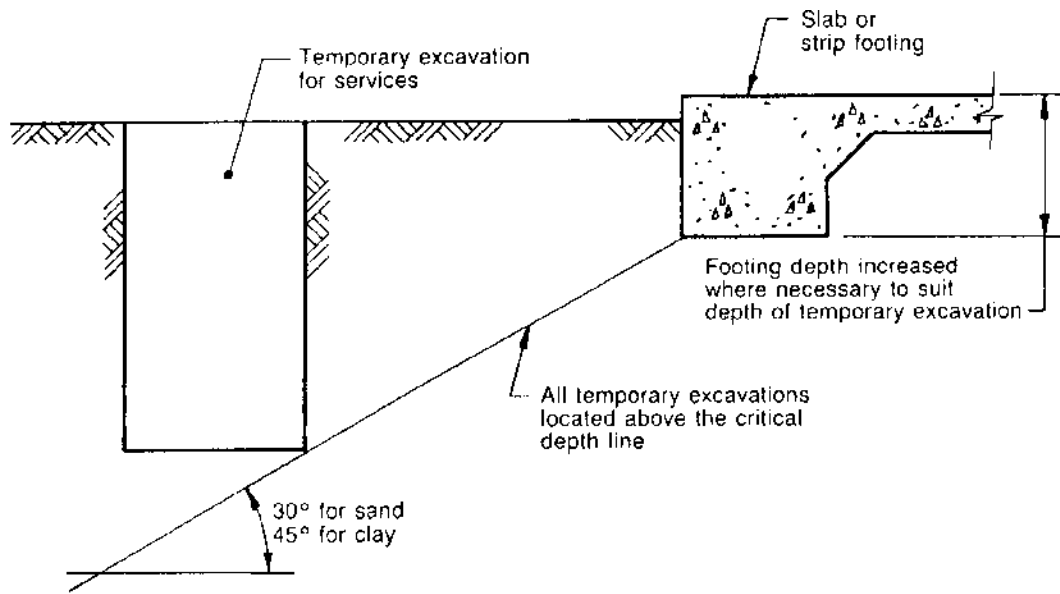 Slab or
strip footing
Temporary excavation
for services
Footing depth increased
where necessary to suit
depth of temporary excavation
All temporary excavations
located above the critical
depth line
30° for sand
45° for clay